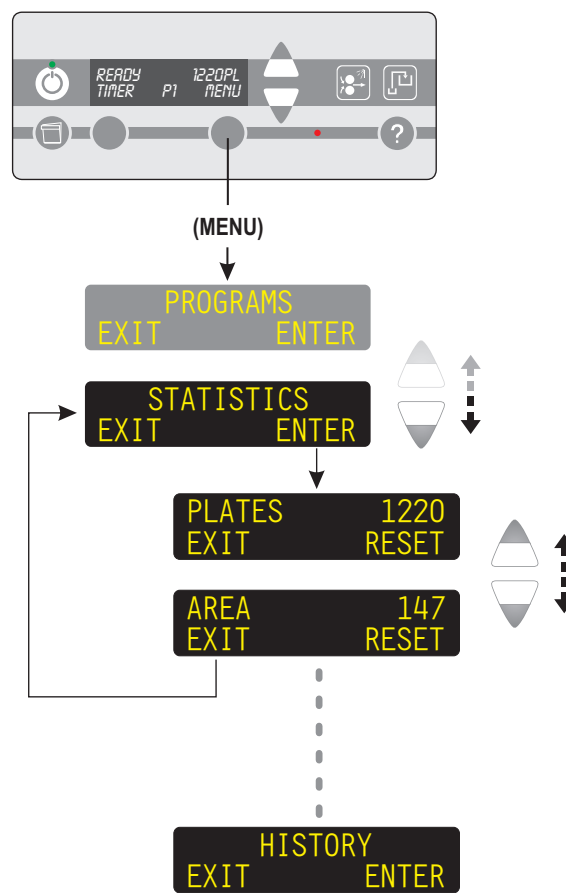 READY 1220PL
TIMER P1 MENU
?
(MENU)
PROGRAMS
EXIT ENTER
STATISTICS
EXIT ENTER
PLATES 1220
EXIT RESET
AREA 147
EXIT RESET
HISTORY
EXIT ENTER